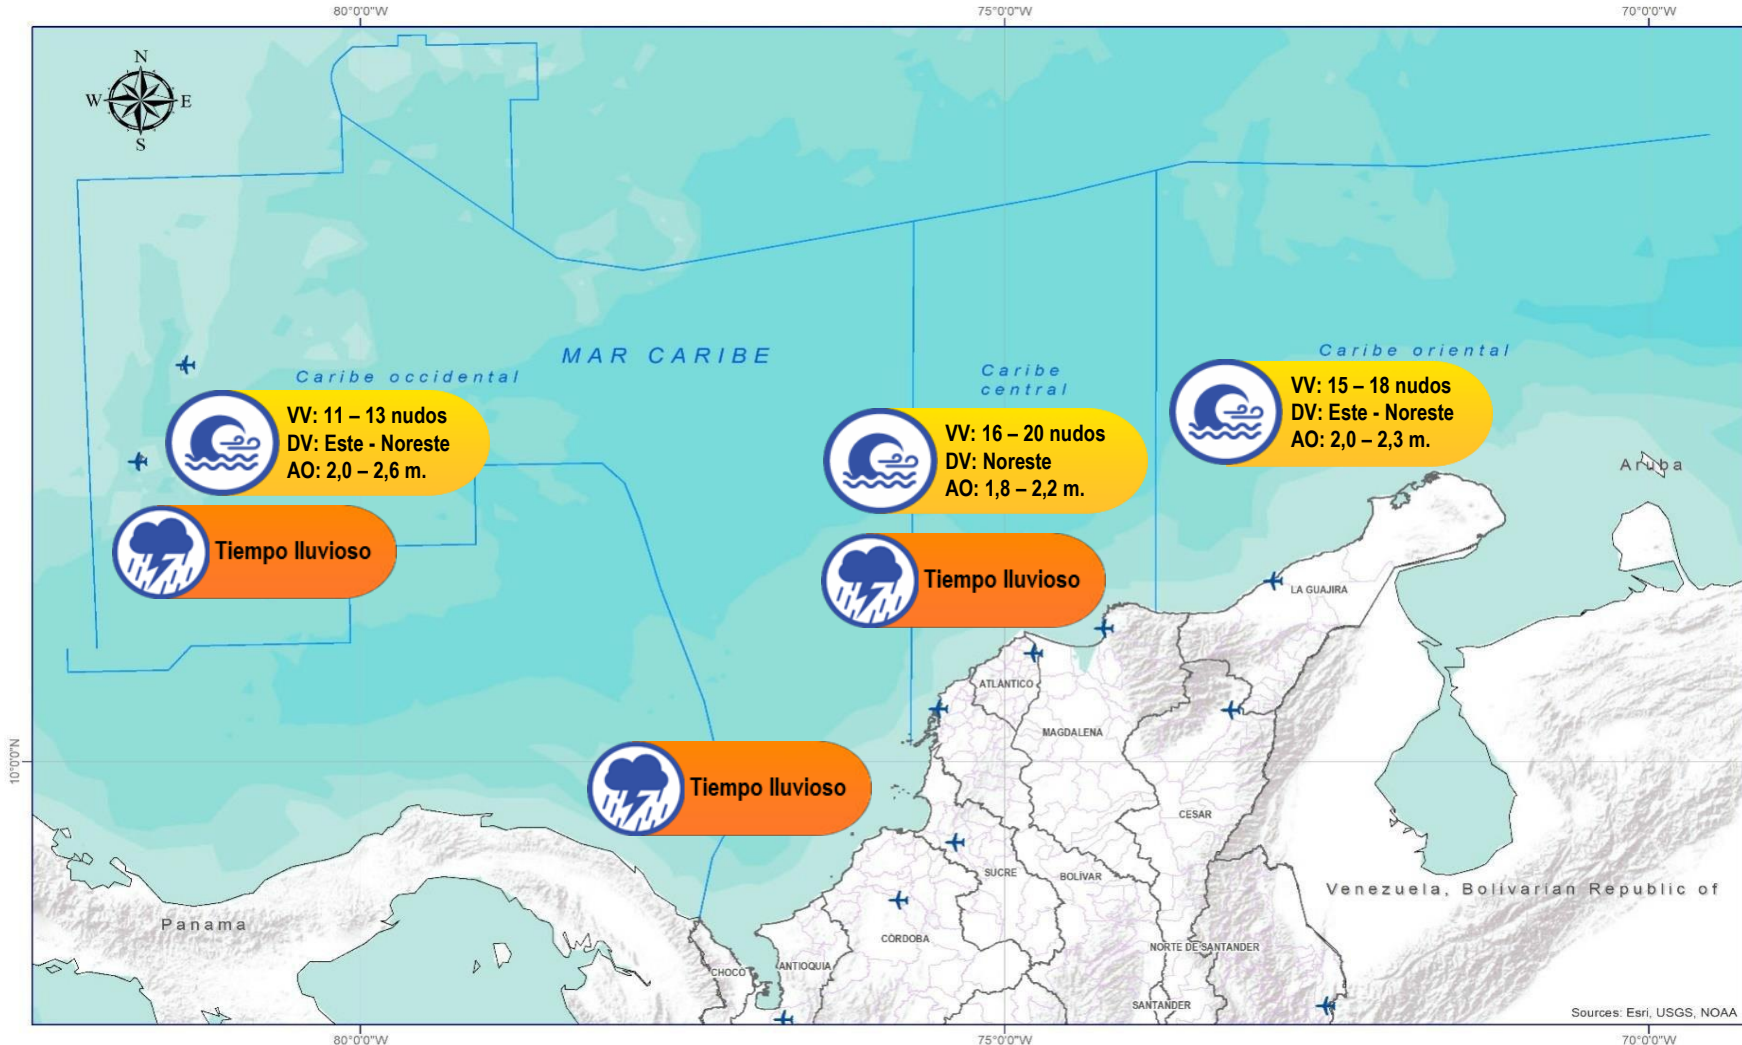 80°0'0"W
75°0'0"W
70°0'0"W
N
W
E
S
MAR CARIBE
Caribe occidental
Caribe
central
Caribe oriental
VV: 11 – 13 nudos
DV: Este - Noreste
AO: 2,0 – 2,6 m.
VV: 16 – 20 nudos
DV: Noreste
AO: 1,8 – 2,2 m.
VV: 15 – 18 nudos
DV: Este - Noreste
AO: 2,0 – 2,3 m.
Aruba
Tiempo lluvioso
Tiempo lluvioso
LA GUAJIRA
ATLÁNTICO
MAGDALENA
10°0'0"N
Tiempo lluvioso
CESAR
SUCRE
BOLÍVAR
Venezuela, Bolivarian Republic of
Panama
CÓRDOBA
NORTE DE SANTANDER
CHOCÓ
ANTIOQUIA
SANTANDER
Sources: Esri, USGS, NOAA
80°0'0"W
75°0'0"W
70°0'0"W